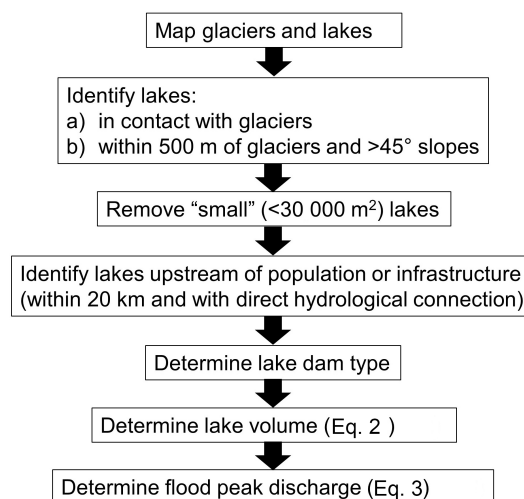 Map glaciers and lakes
Identify lakes:
a) in contact with glaciers
b) within 500 m of glaciers and >45° slopes
Remove “small” (<30 000 m²) lakes
Identify lakes upstream of population or infrastructure
(within 20 km and with direct hydrological connection)
Determine lake dam type
Determine lake volume (Eq. 2 )
Determine flood peak discharge (Eq. 3)